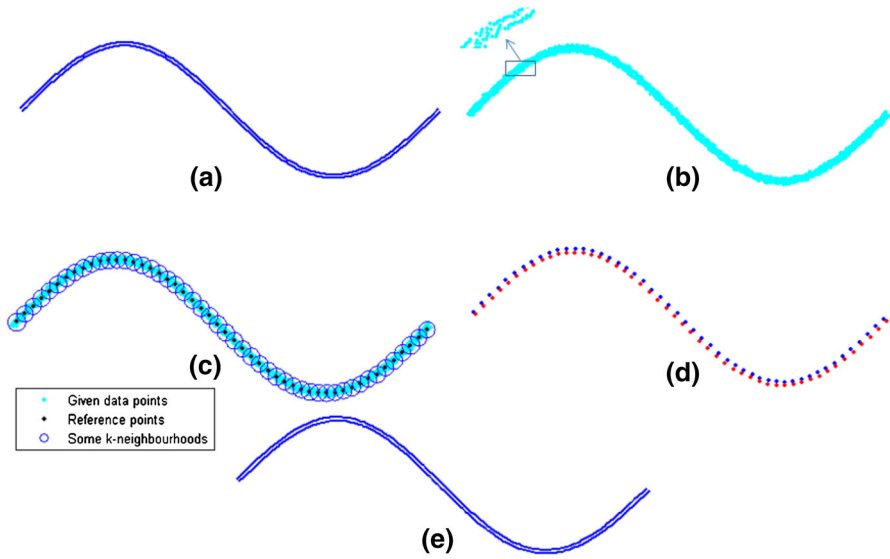 (a)
(b)
(c)
(d)
Given data points
Reference points
Some k-neighbourhoods
(e)